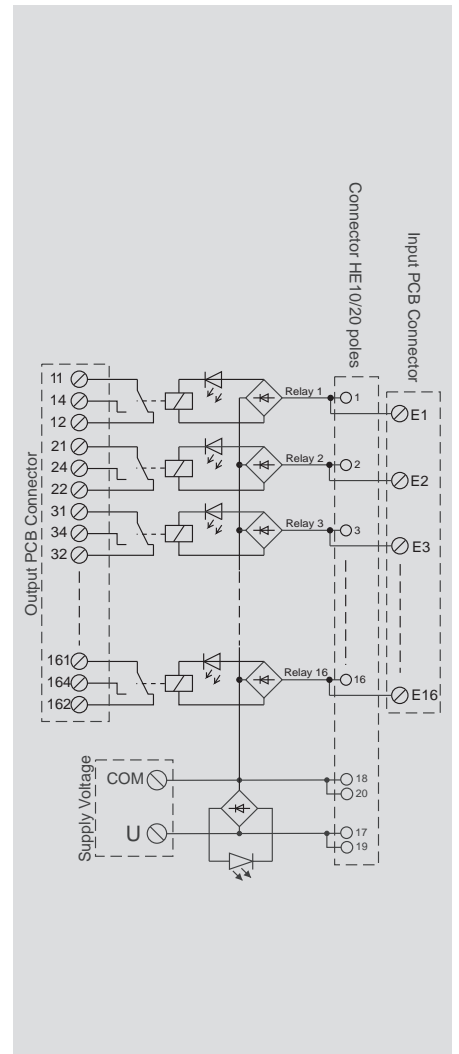 Connector HE10/20 poles
Input PCB Connector
Output PCB Connector
11
14
12
Relay 1
1
E1
21
24
22
Relay 2
2
E2
31
34
32
Relay 3
3
E3
161
164
162
Relay 16
16
E16
Supply Voltage
COM
U
18
20
17
19